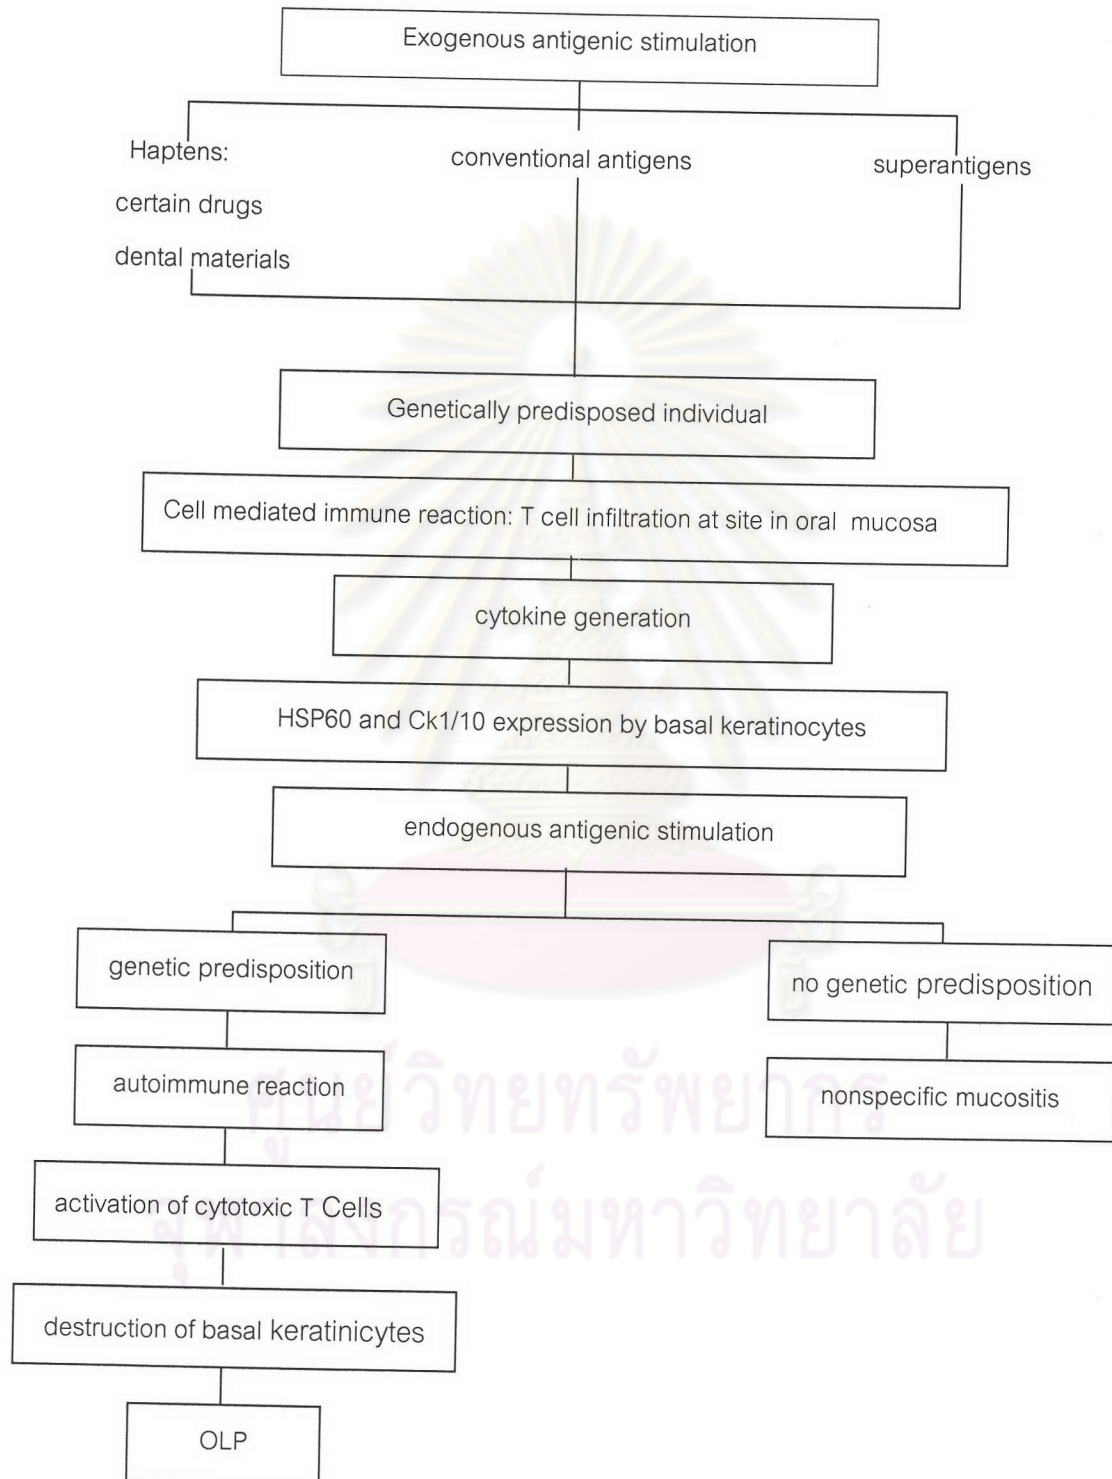 Exogenous antigenic stimulation
Haptens:
certain drugs
dental materials
conventional antigens
superantigens
Genetically predisposed individual
Cell mediated immune reaction: T cell infiltration at site in oral mucosa
cytokine generation
HSP60 and Ck1/10 expression by basal keratinocytes
endogenous antigenic stimulation
genetic predisposition
no genetic predisposition
autoimmune reaction
nonspecific mucositis
activation of cytotoxic T Cells
destruction of basal keratinicytes
OLP
ศูนย์วิทยทรัพยากร
จุฬาลงกรณ์มหาวิทยาลัย